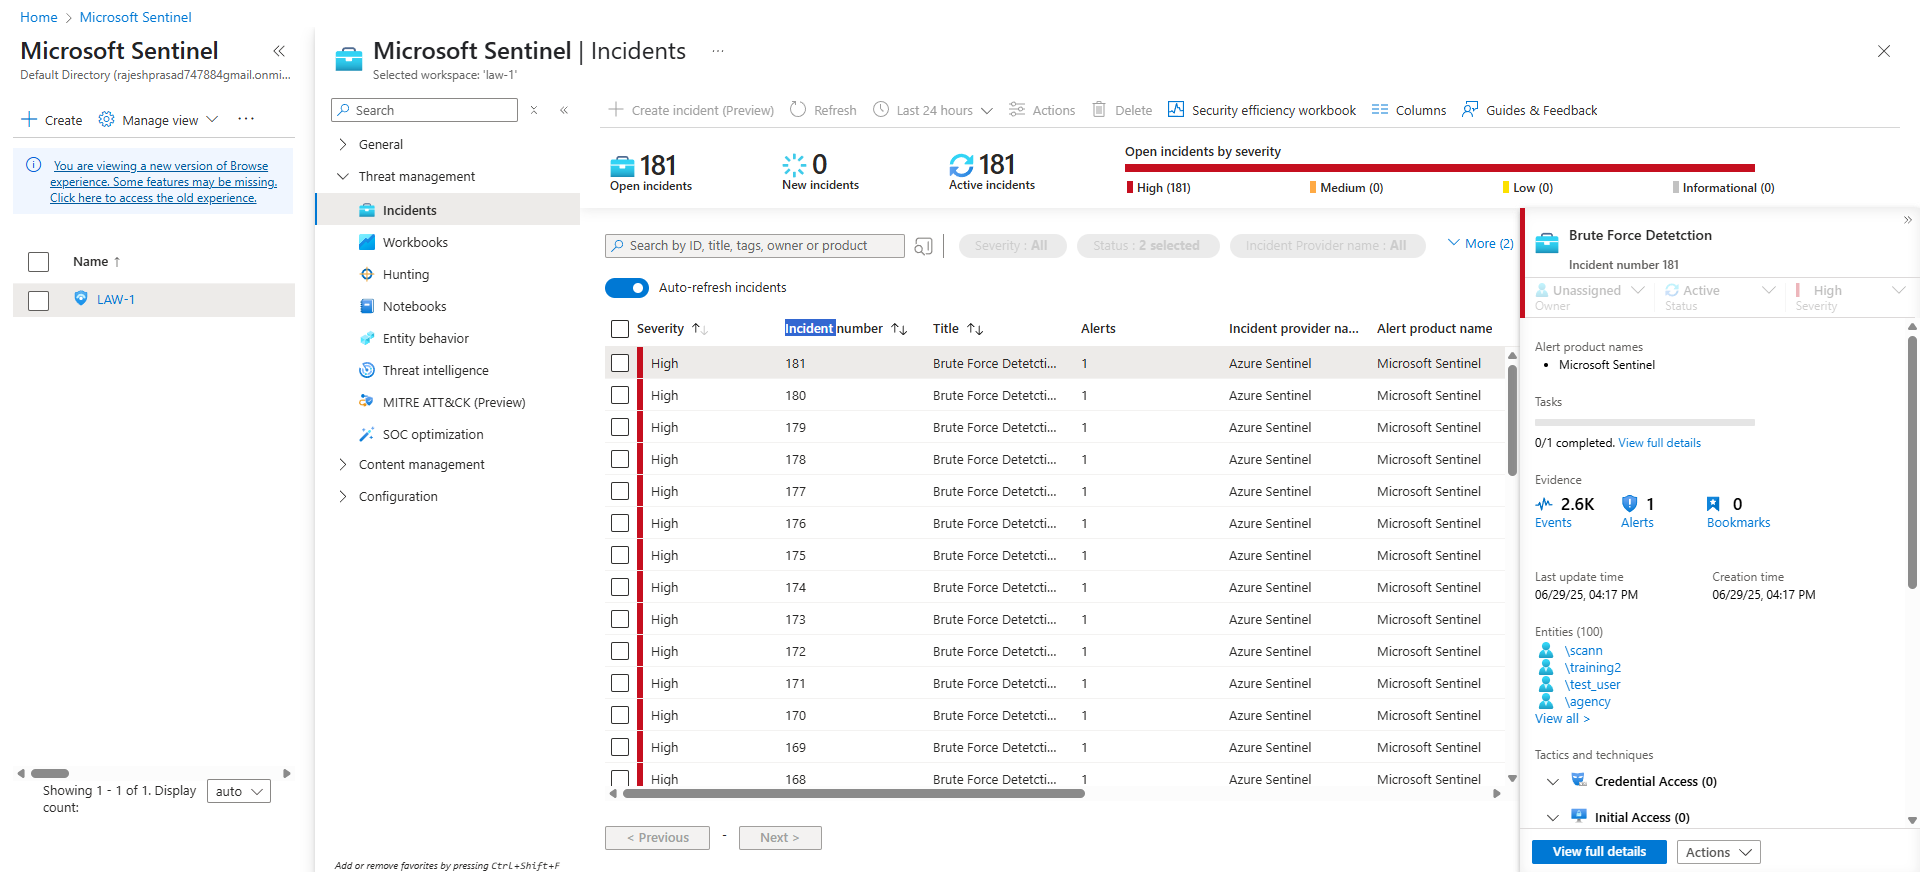 Home > Microsoft Sentinel
Microsoft Sentinel
Default Directory (rajeshprasad747884gmail.onmi...
Create
Manage view
...
You are viewing a new version of Browse
experience. Some features may be missing.
Click here to access the old experience.
Name ↑
LAW-1
Showing 1 - 1 of 1. Display
count:
auto
Microsoft Sentinel | Incidents
...
Selected workspace: 'law-1'
Search
General
Threat management
Incidents
Workbooks
Hunting
Notebooks
Entity behavior
Threat intelligence
MITRE ATT&CK (Preview)
SOC optimization
Content management
Configuration
Add or remove favorites by pressing Ctrl+Shift+F
Create incident (Preview)
Refresh
Last 24 hours
Actions
Delete
Security efficiency workbook
Columns
Guides & Feedback
181
Open incidents
0
New incidents
181
Active incidents
Open incidents by severity
High (181)
Medium (0)
Low (0)
Informational (0)
Search by ID, title, tags, owner or product
Severity : All
Status : 2 selected
Incident Provider name : All
More (2)
Auto-refresh incidents
Severity ↑↓ Incident number ↑↓ Title ↑↓ Alerts Incident provider na... Alert product name
High 181 Brute Force Detetcti... 1 Azure Sentinel Microsoft Sentinel
High 180 Brute Force Detetcti... 1 Azure Sentinel Microsoft Sentinel
High 179 Brute Force Detetcti... 1 Azure Sentinel Microsoft Sentinel
High 178 Brute Force Detetcti... 1 Azure Sentinel Microsoft Sentinel
High 177 Brute Force Detetcti... 1 Azure Sentinel Microsoft Sentinel
High 176 Brute Force Detetcti... 1 Azure Sentinel Microsoft Sentinel
High 175 Brute Force Detetcti... 1 Azure Sentinel Microsoft Sentinel
High 174 Brute Force Detetcti... 1 Azure Sentinel Microsoft Sentinel
High 173 Brute Force Detetcti... 1 Azure Sentinel Microsoft Sentinel
High 172 Brute Force Detetcti... 1 Azure Sentinel Microsoft Sentinel
High 171 Brute Force Detetcti... 1 Azure Sentinel Microsoft Sentinel
High 170 Brute Force Detetcti... 1 Azure Sentinel Microsoft Sentinel
High 169 Brute Force Detetcti... 1 Azure Sentinel Microsoft Sentinel
High 168 Brute Force Detetcti... 1 Azure Sentinel Microsoft Sentinel
< Previous - Next >
Brute Force Detetction
Incident number 181
Unassigned
Owner
Active
Status
High
Severity
Alert product names
• Microsoft Sentinel
Tasks
0/1 completed. View full details
Evidence
2.6K
Events
1
Alerts
0
Bookmarks
Last update time
06/29/25, 04:17 PM
Creation time
06/29/25, 04:17 PM
Entities (100)
\scann
\training2
\test_user
\agency
View all >
Tactics and techniques
Credential Access (0)
Initial Access (0)
View full details
Actions